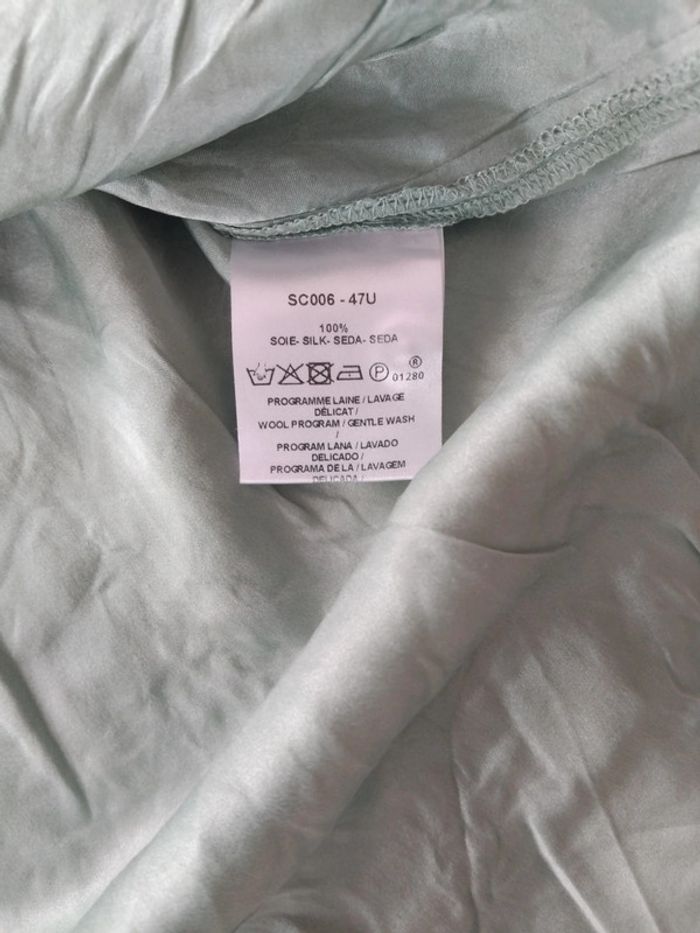 SC006 - 47U
100%
SOIE- SILK- SEDA- SEDA
P ® 01280
PROGRAMME LAINE / LAVAGE
DÉLICAT /
WOOL PROGRAM / GENTLE WASH
/
PROGRAM LANA / LAVADO
DELICADO /
PROGRAMA DE LA / LAVAGEM
DELICADA /